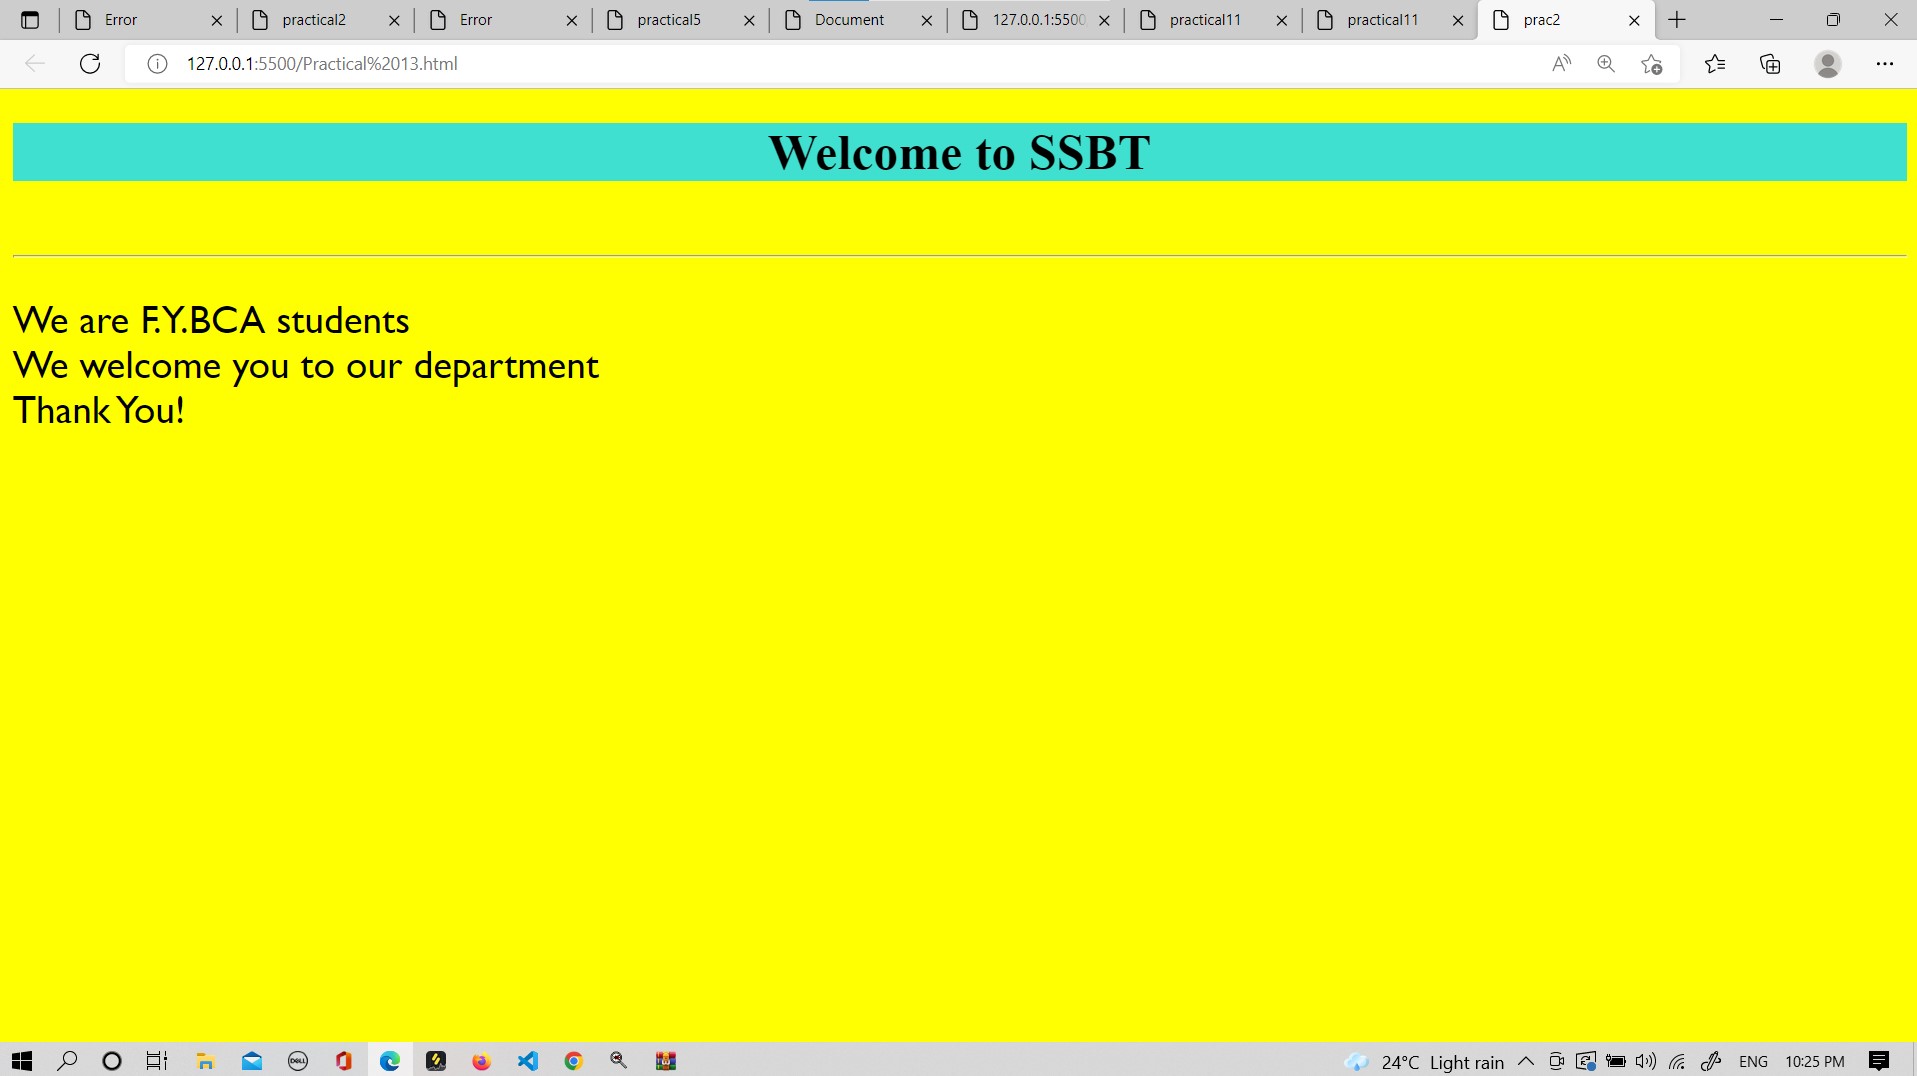 Error
practical2
Error
practical5
Document
127.0.0.1:5500
practical11
practical11
prac2
127.0.0.1:5500/Practical%2013.html
Welcome to SSBT
We are F.Y.BCA students
We welcome you to our department
Thank You!
DELL
24°C Light rain
ENG
10:25 PM